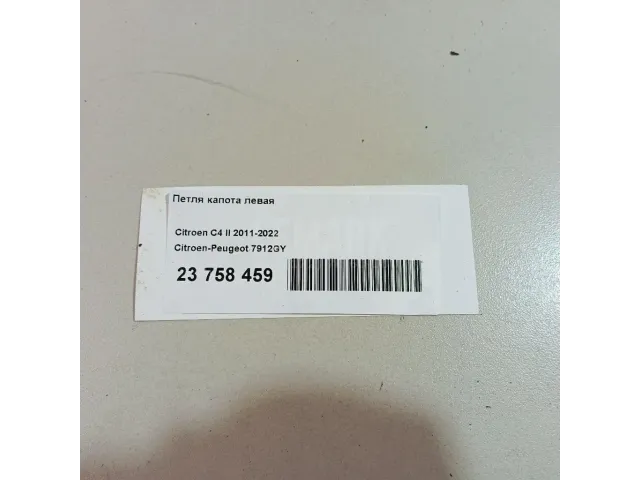 Петля капота левая
Citroen C4 II 2011-2022
Citroen-Peugeot 7912GY
23 758 459